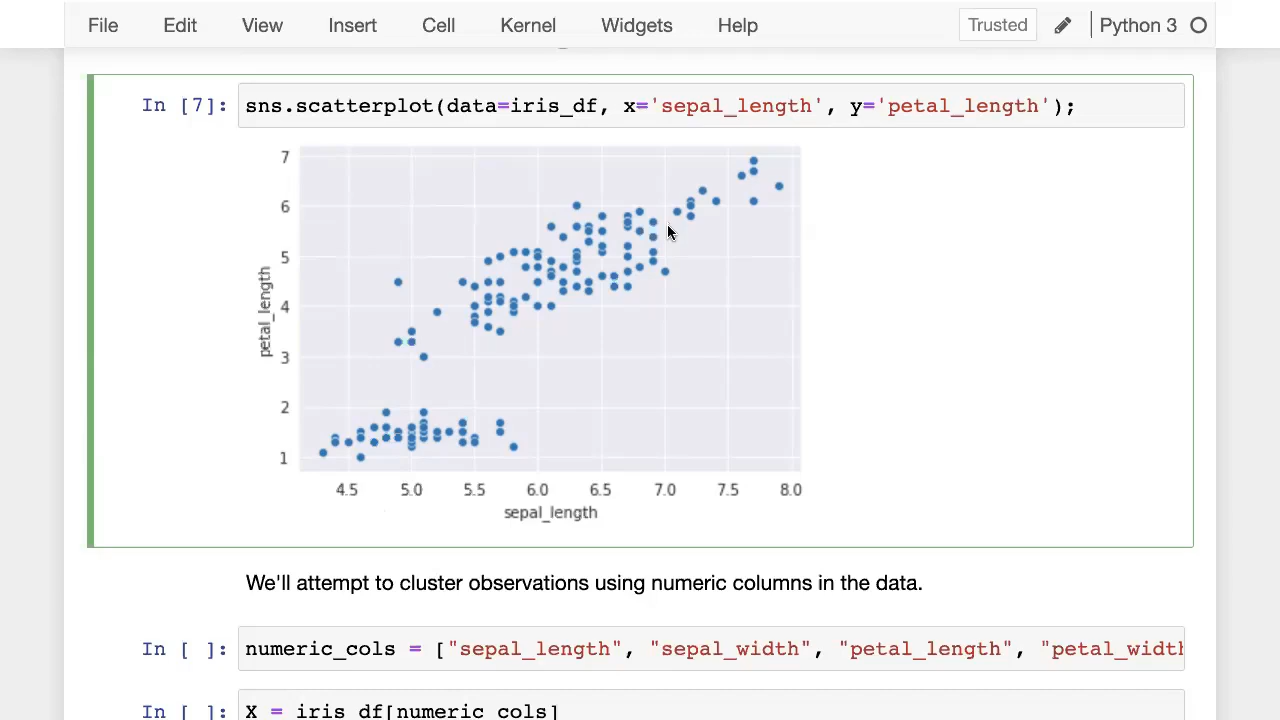 File Edit View Insert Cell Kernel Widgets Help Trusted Python 3
In [7]: sns.scatterplot(data=iris_df, x='sepal_length', y='petal_length');
7
6
5
4
3
2
1
petal_length
4.5 5.0 5.5 6.0 6.5 7.0 7.5 8.0
sepal_length
We'll attempt to cluster observations using numeric columns in the data.
In [ ]: numeric_cols = ["sepal_length", "sepal_width", "petal_length", "petal_width
In [ ]: X = iris_df[numeric_cols]